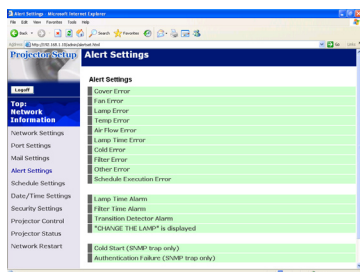 Alert Settings - Microsoft Internet Explorer
File Edit View Favorites Tools Help
Back Search Favorites
Projector Setup
Alert Settings
Logoff
Top:
Network
Information
Network Settings
Port Settings
Mail Settings
Alert Settings
Schedule Settings
Date/Time Settings
Security Settings
Projector Control
Projector Status
Network Restart
Alert Settings
Cover Error
Fan Error
Lamp Error
Temp Error
Air Flow Error
Lamp Time Error
Cold Error
Filter Error
Other Error
Schedule Execution Error
Lamp Time Alarm
Filter Time Alarm
Transition Detector Alarm
"CHANGE THE LAMP" is displayed
Cold Start (SNMP trap only)
Authentication Failure (SNMP trap only)